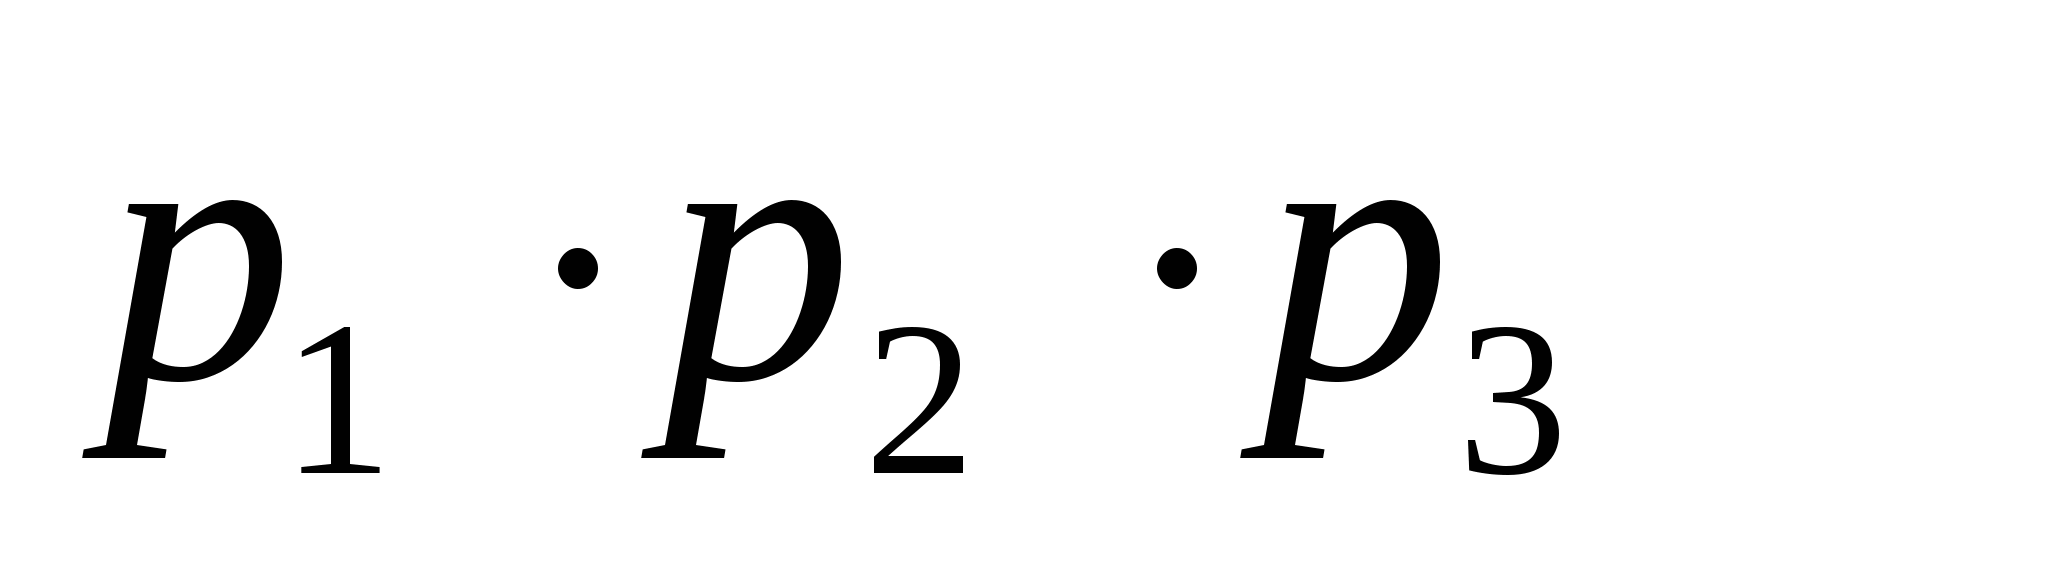 p₁ · p₂ · p₃